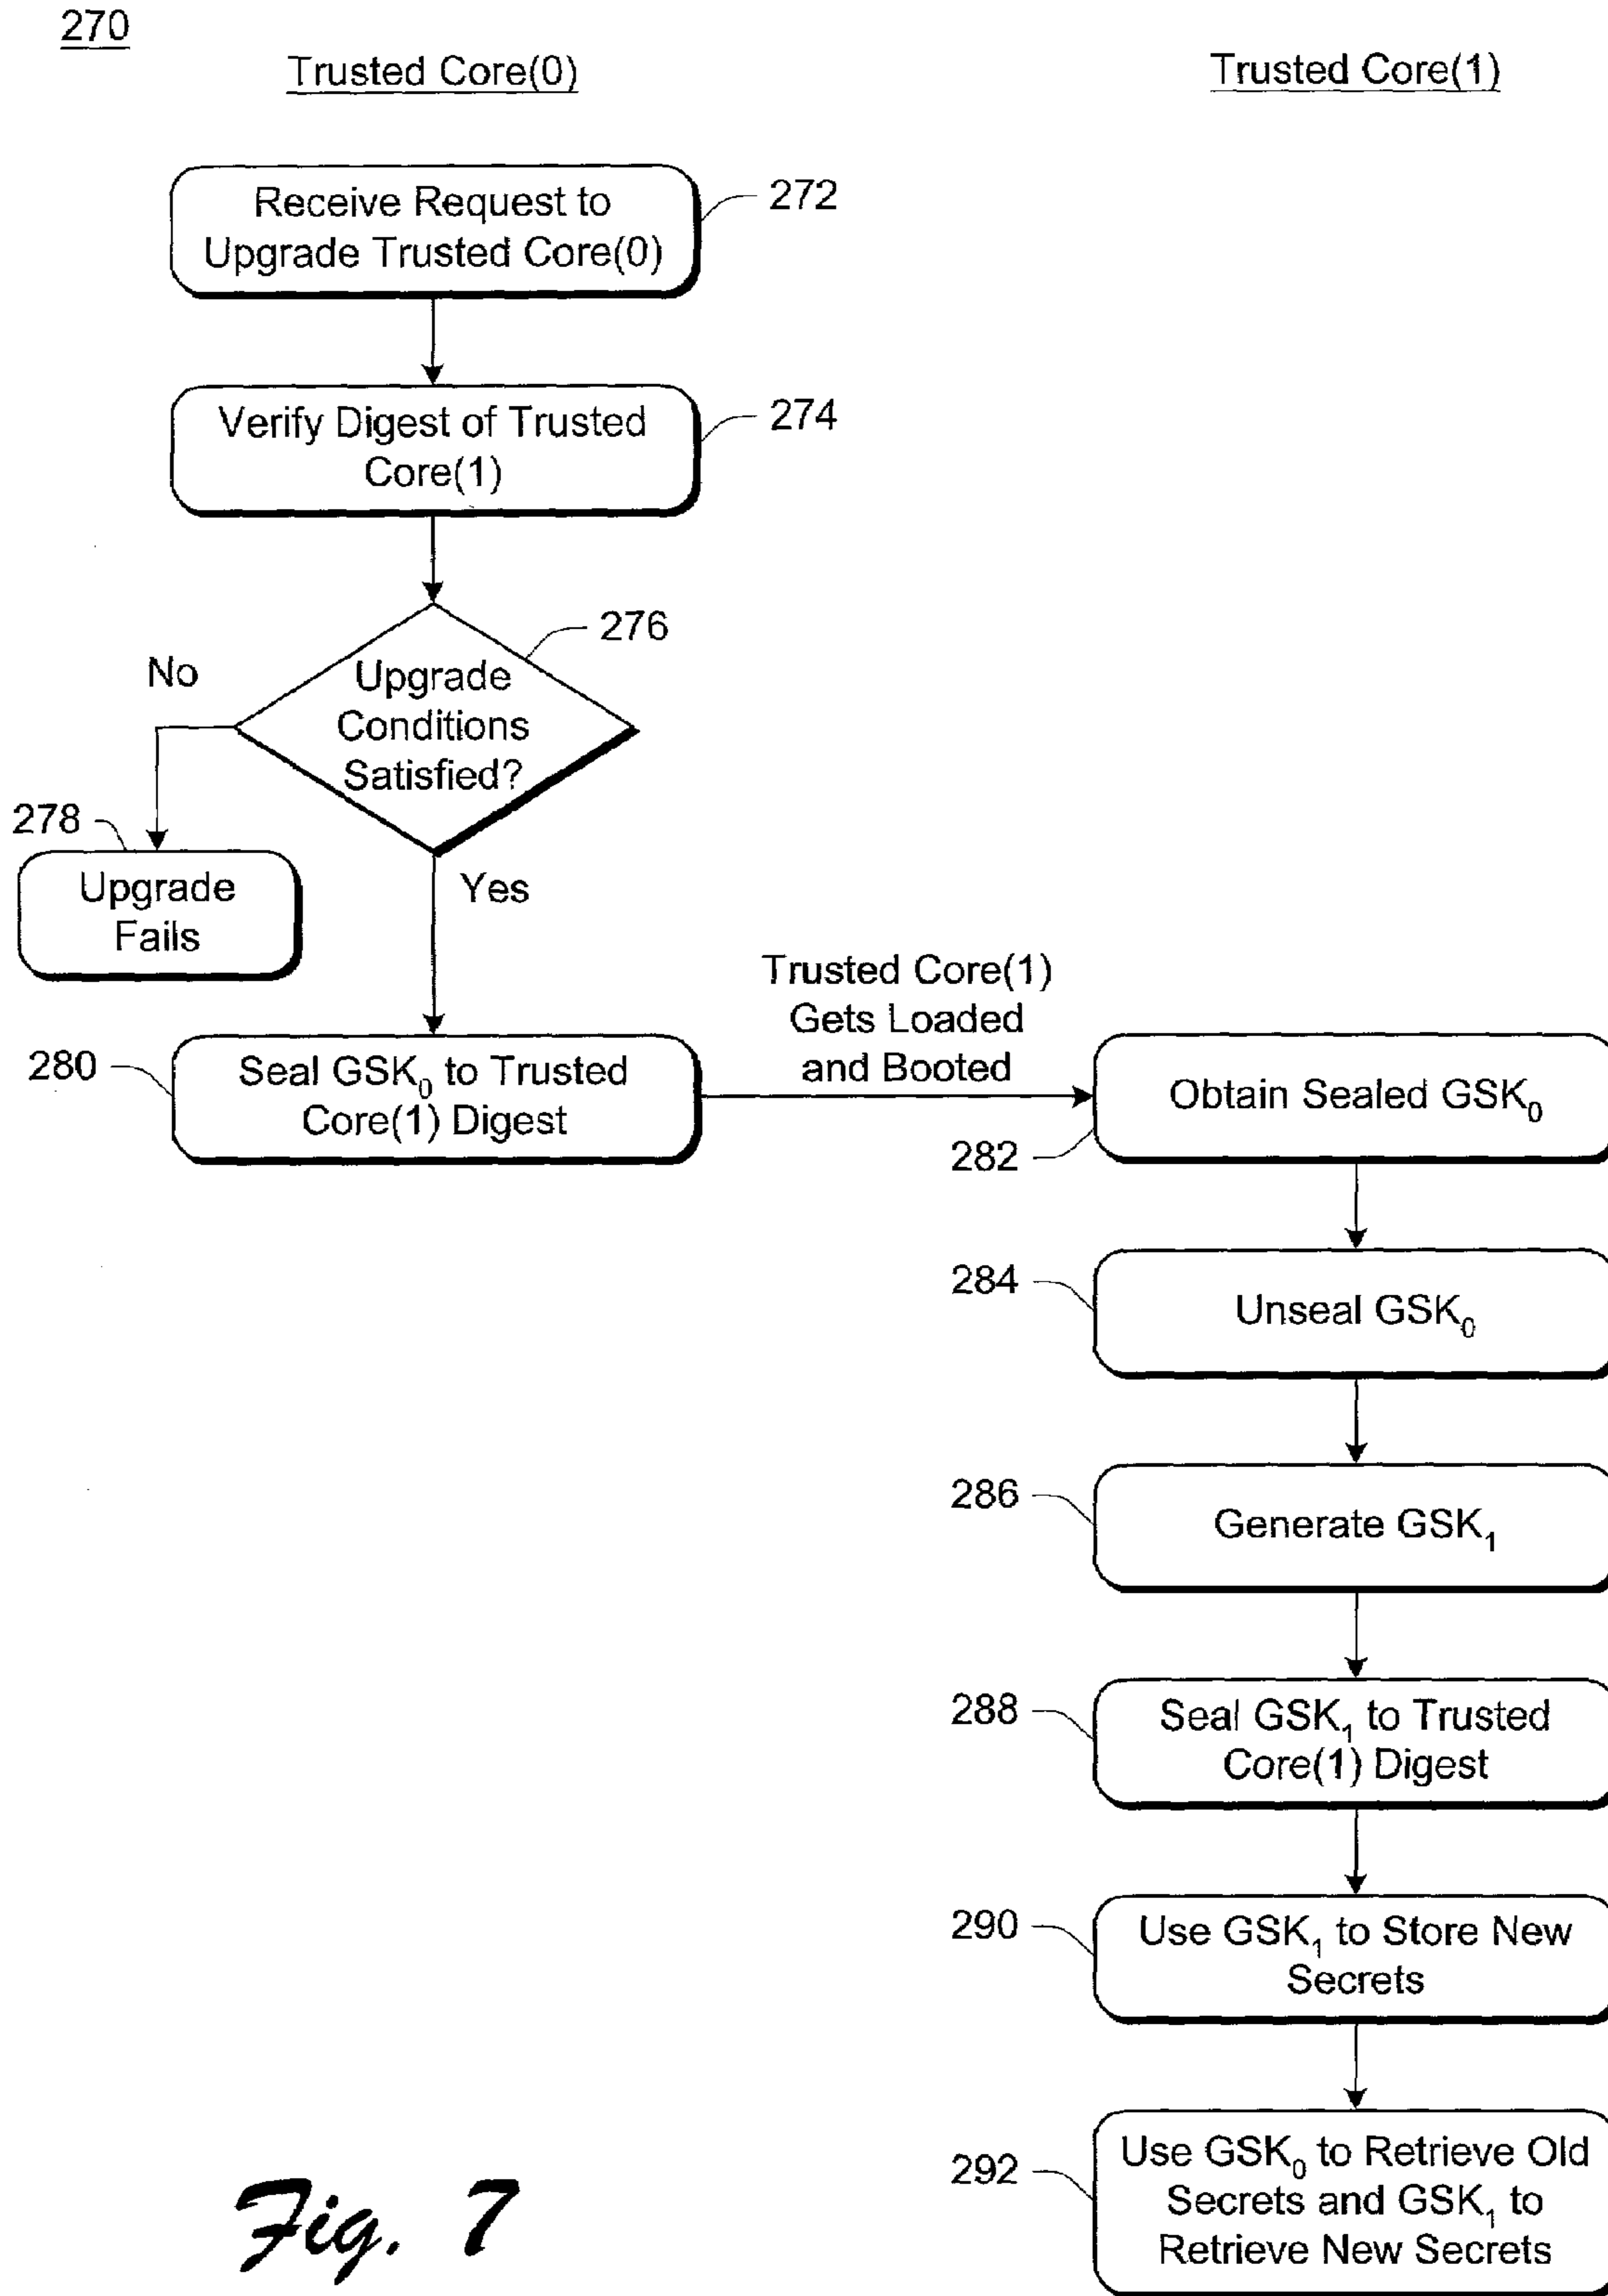 270
Trusted Core(0)
Trusted Core(1)
Receive Request to
Upgrade Trusted Core(0)
272
Verify Digest of Trusted
Core(1)
274
Upgrade
Conditions
Satisfied?
276
No
278
Upgrade
Fails
Yes
280
Seal GSK₀ to Trusted
Core(1) Digest
Trusted Core(1)
Gets Loaded
and Booted
Obtain Sealed GSK₀
282
284
Unseal GSK₀
286
Generate GSK₁
288
Seal GSK₁ to Trusted
Core(1) Digest
290
Use GSK₁ to Store New
Secrets
292
Use GSK₀ to Retrieve Old
Secrets and GSK₁ to
Retrieve New Secrets
Fig. 7